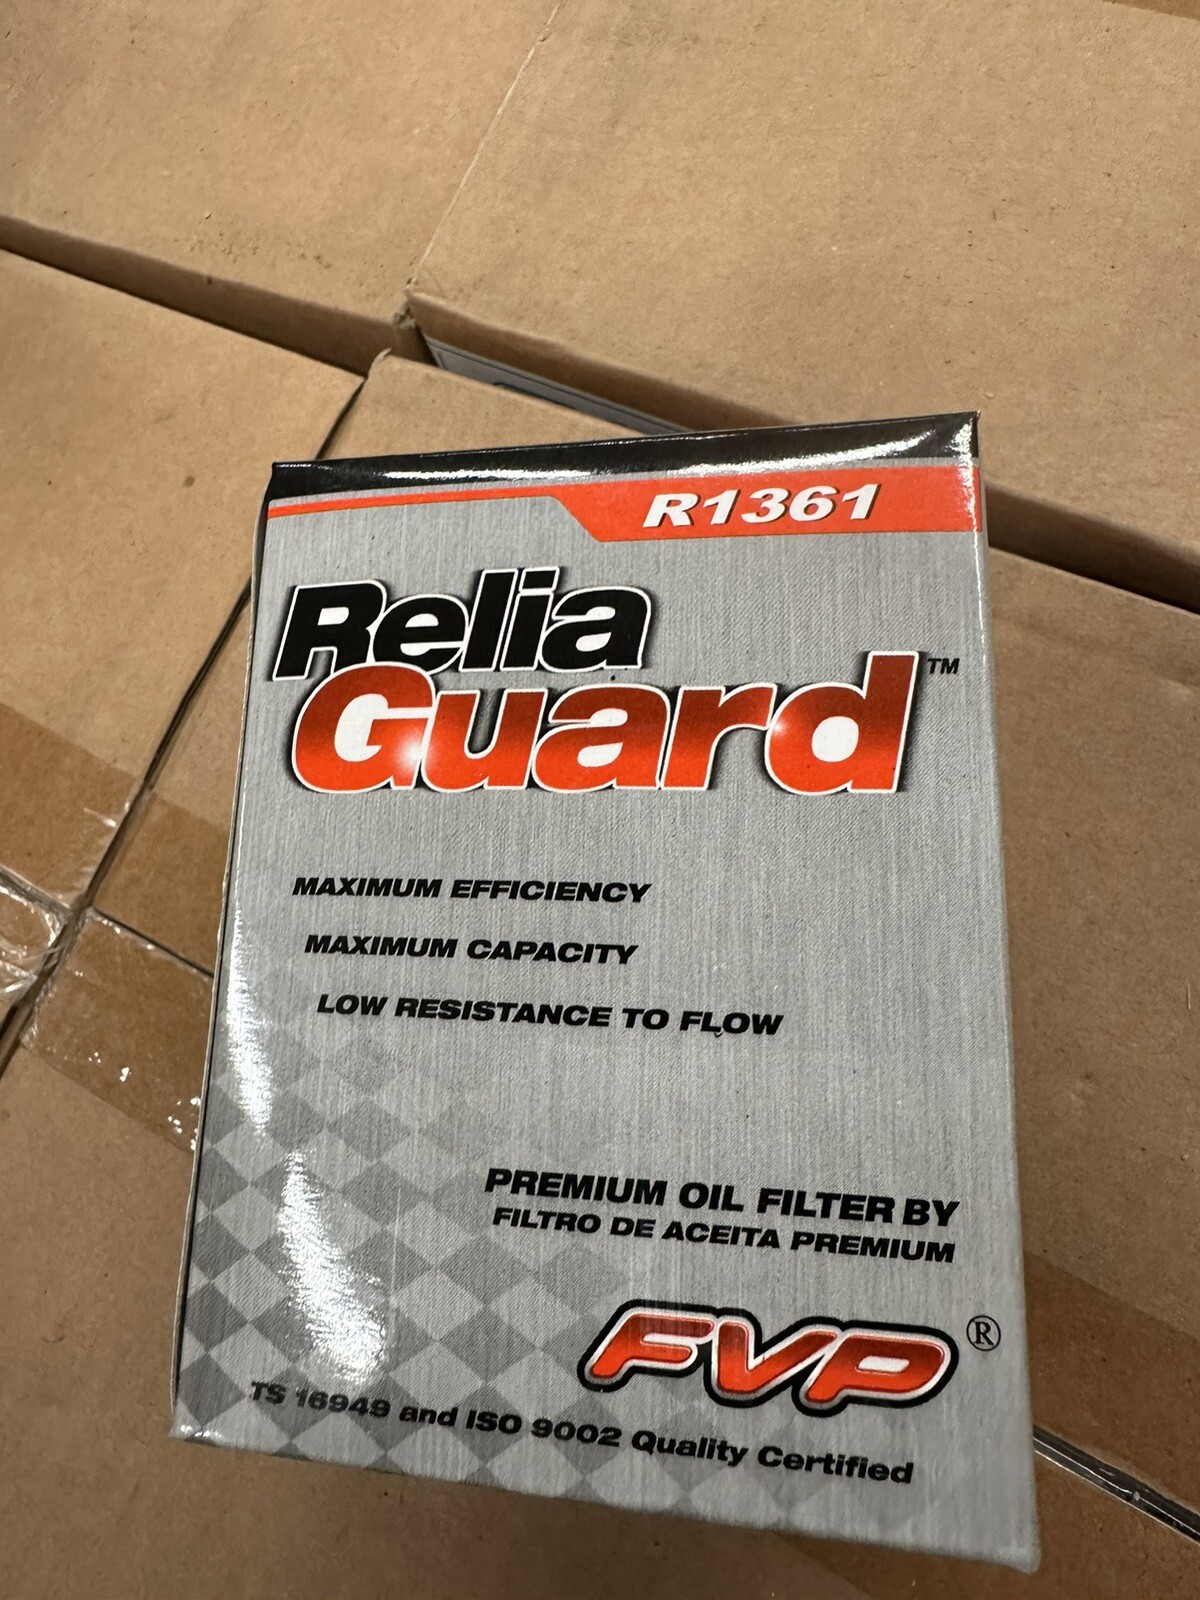 R1361
Relia
Guard™
MAXIMUM EFFICIENCY
MAXIMUM CAPACITY
LOW RESISTANCE TO FLOW
PREMIUM OIL FILTER BY
FILTRO DE ACEITA PREMIUM
FVP®
TS 16949 and ISO 9002 Quality Certified